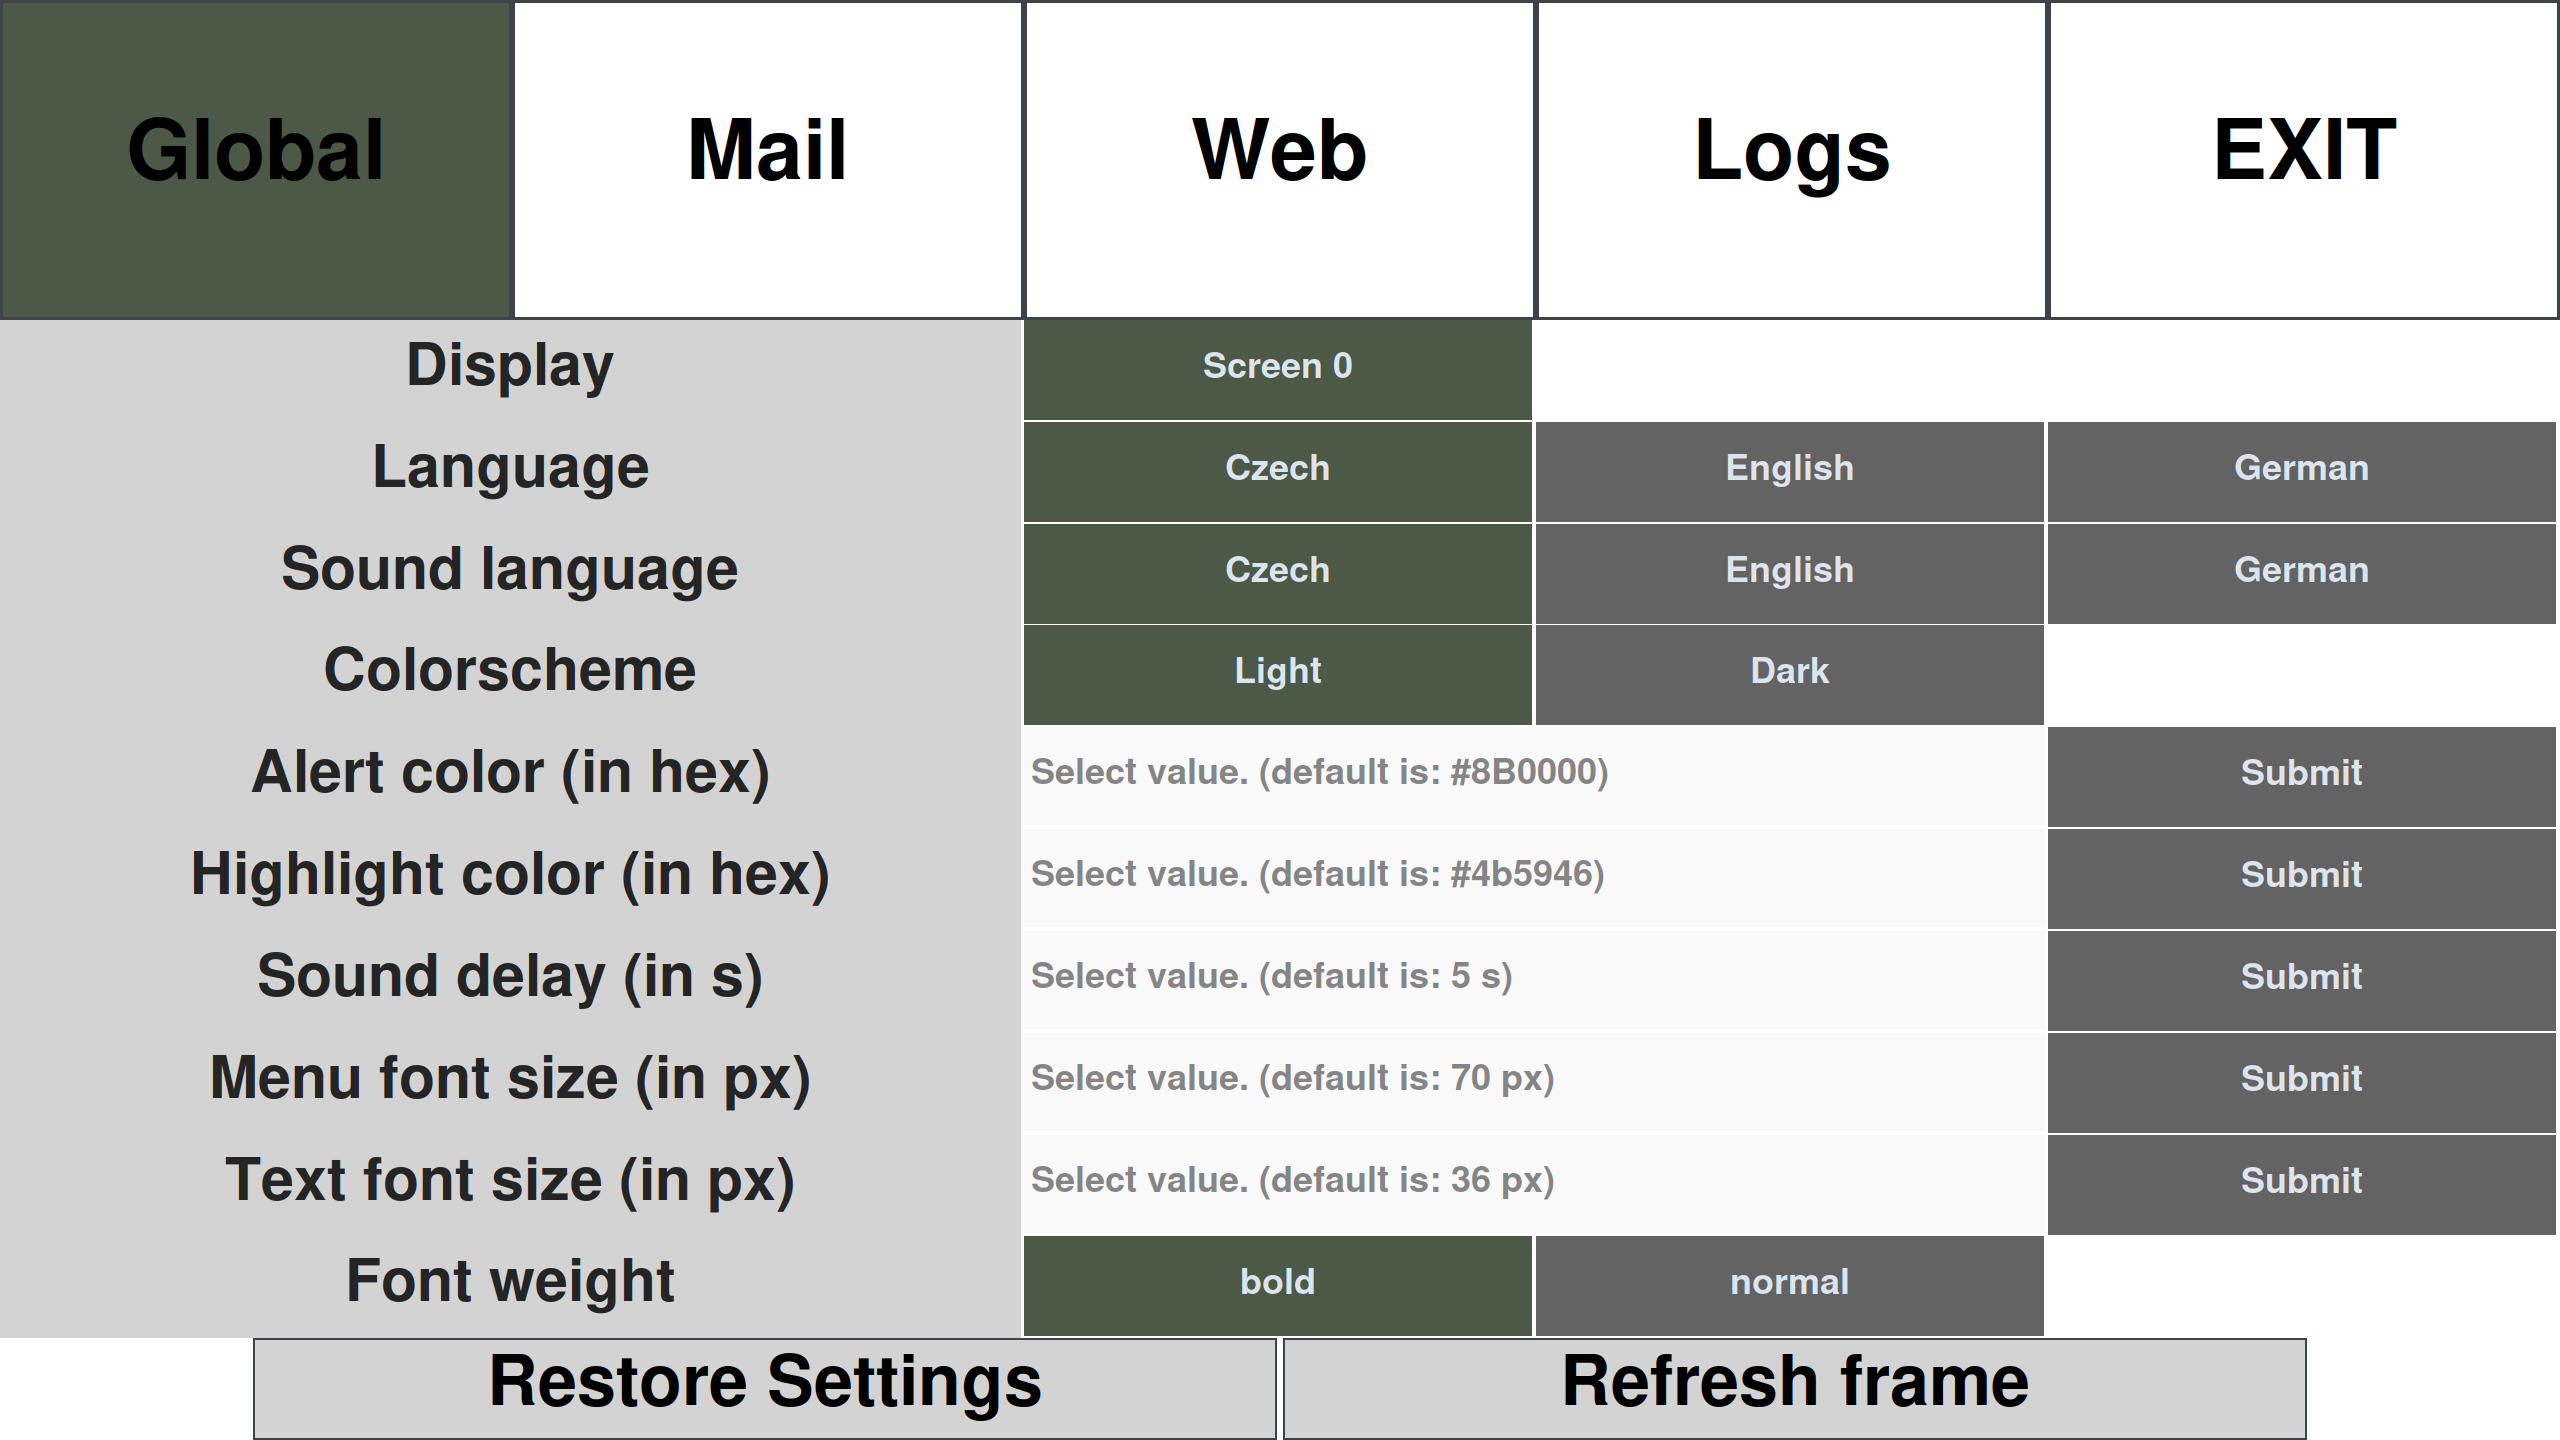 Global Mail Web Logs EXIT
Display Screen 0
Language Czech English German
Sound language Czech English German
Colorscheme Light Dark
Alert color (in hex) Select value. (default is: #8B0000) Submit
Highlight color (in hex) Select value. (default is: #4b5946) Submit
Sound delay (in s) Select value. (default is: 5 s) Submit
Menu font size (in px) Select value. (default is: 70 px) Submit
Text font size (in px) Select value. (default is: 36 px) Submit
Font weight bold normal
Restore Settings Refresh frame